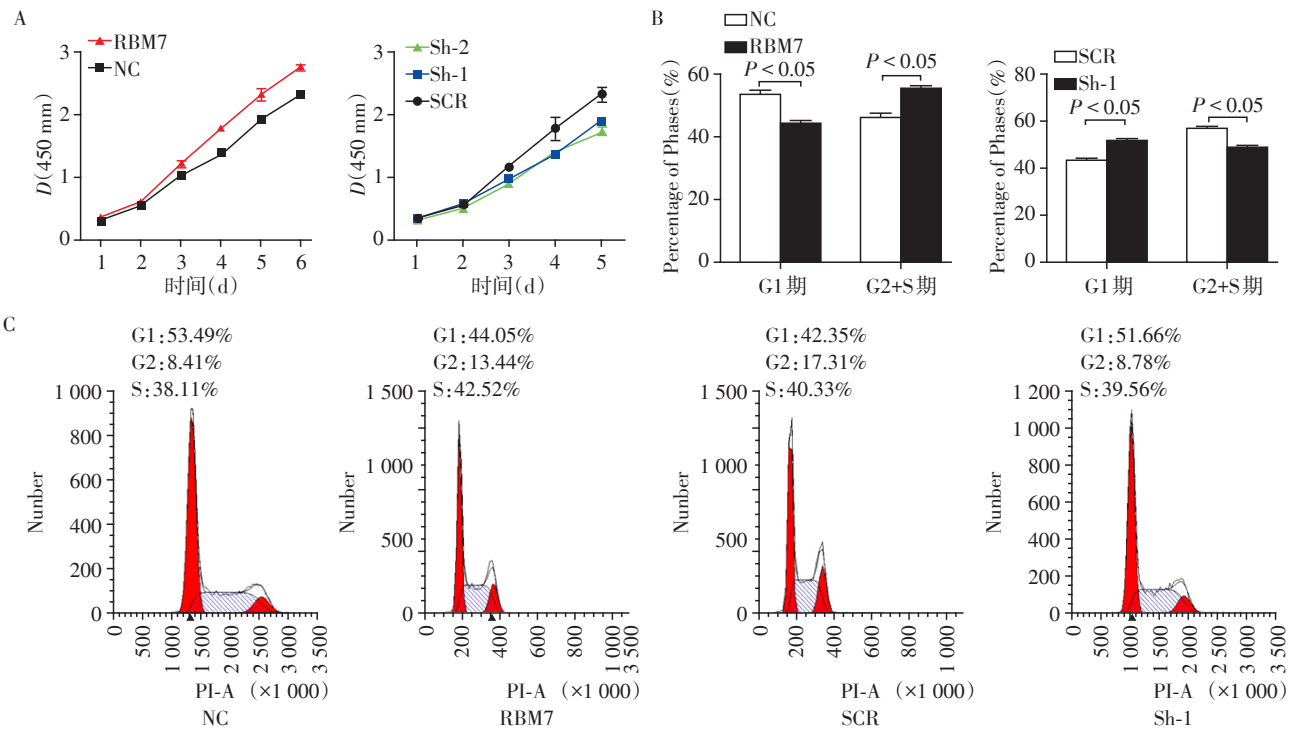 A
RBM7
NC
D(450 mm)
3
2
1
0
1 2 3 4 5 6
时间(d)
Sh-2
Sh-1
SCR
D(450 mm)
3
2
1
0
1 2 3 4 5
时间(d)
B
NC
RBM7
Percentage of Phases(%)
60
40
20
0
P < 0.05
P < 0.05
G1期
G2+S期
SCR
Sh-1
Percentage of Phases(%)
80
60
40
20
0
P < 0.05
P < 0.05
G1期
G2+S期
C
G1:53.49%
G2:8.41%
S:38.11%
Nunber
1 000
800
600
400
200
0
0 500 1 000 1 500 2 000 2 500 3 000 3 500
PI-A (×1 000)
NC
G1:44.05%
G2:13.44%
S:42.52%
Nunber
1 500
1 000
500
0
0 200 400 600 800 1 000 3 500
PI-A (×1 000)
RBM7
G1:42.35%
G2:17.31%
S:40.33%
Nunber
1 500
1 000
500
0
0 200 400 600 800 1 000
PI-A (×1 000)
SCR
G1:51.66%
G2:8.78%
S:39.56%
Nunber
1 200
1 000
800
600
400
200
0
0 500 1 000 1 500 2 000 2 500 3 000 3 500
PI-A (×1 000)
Sh-1